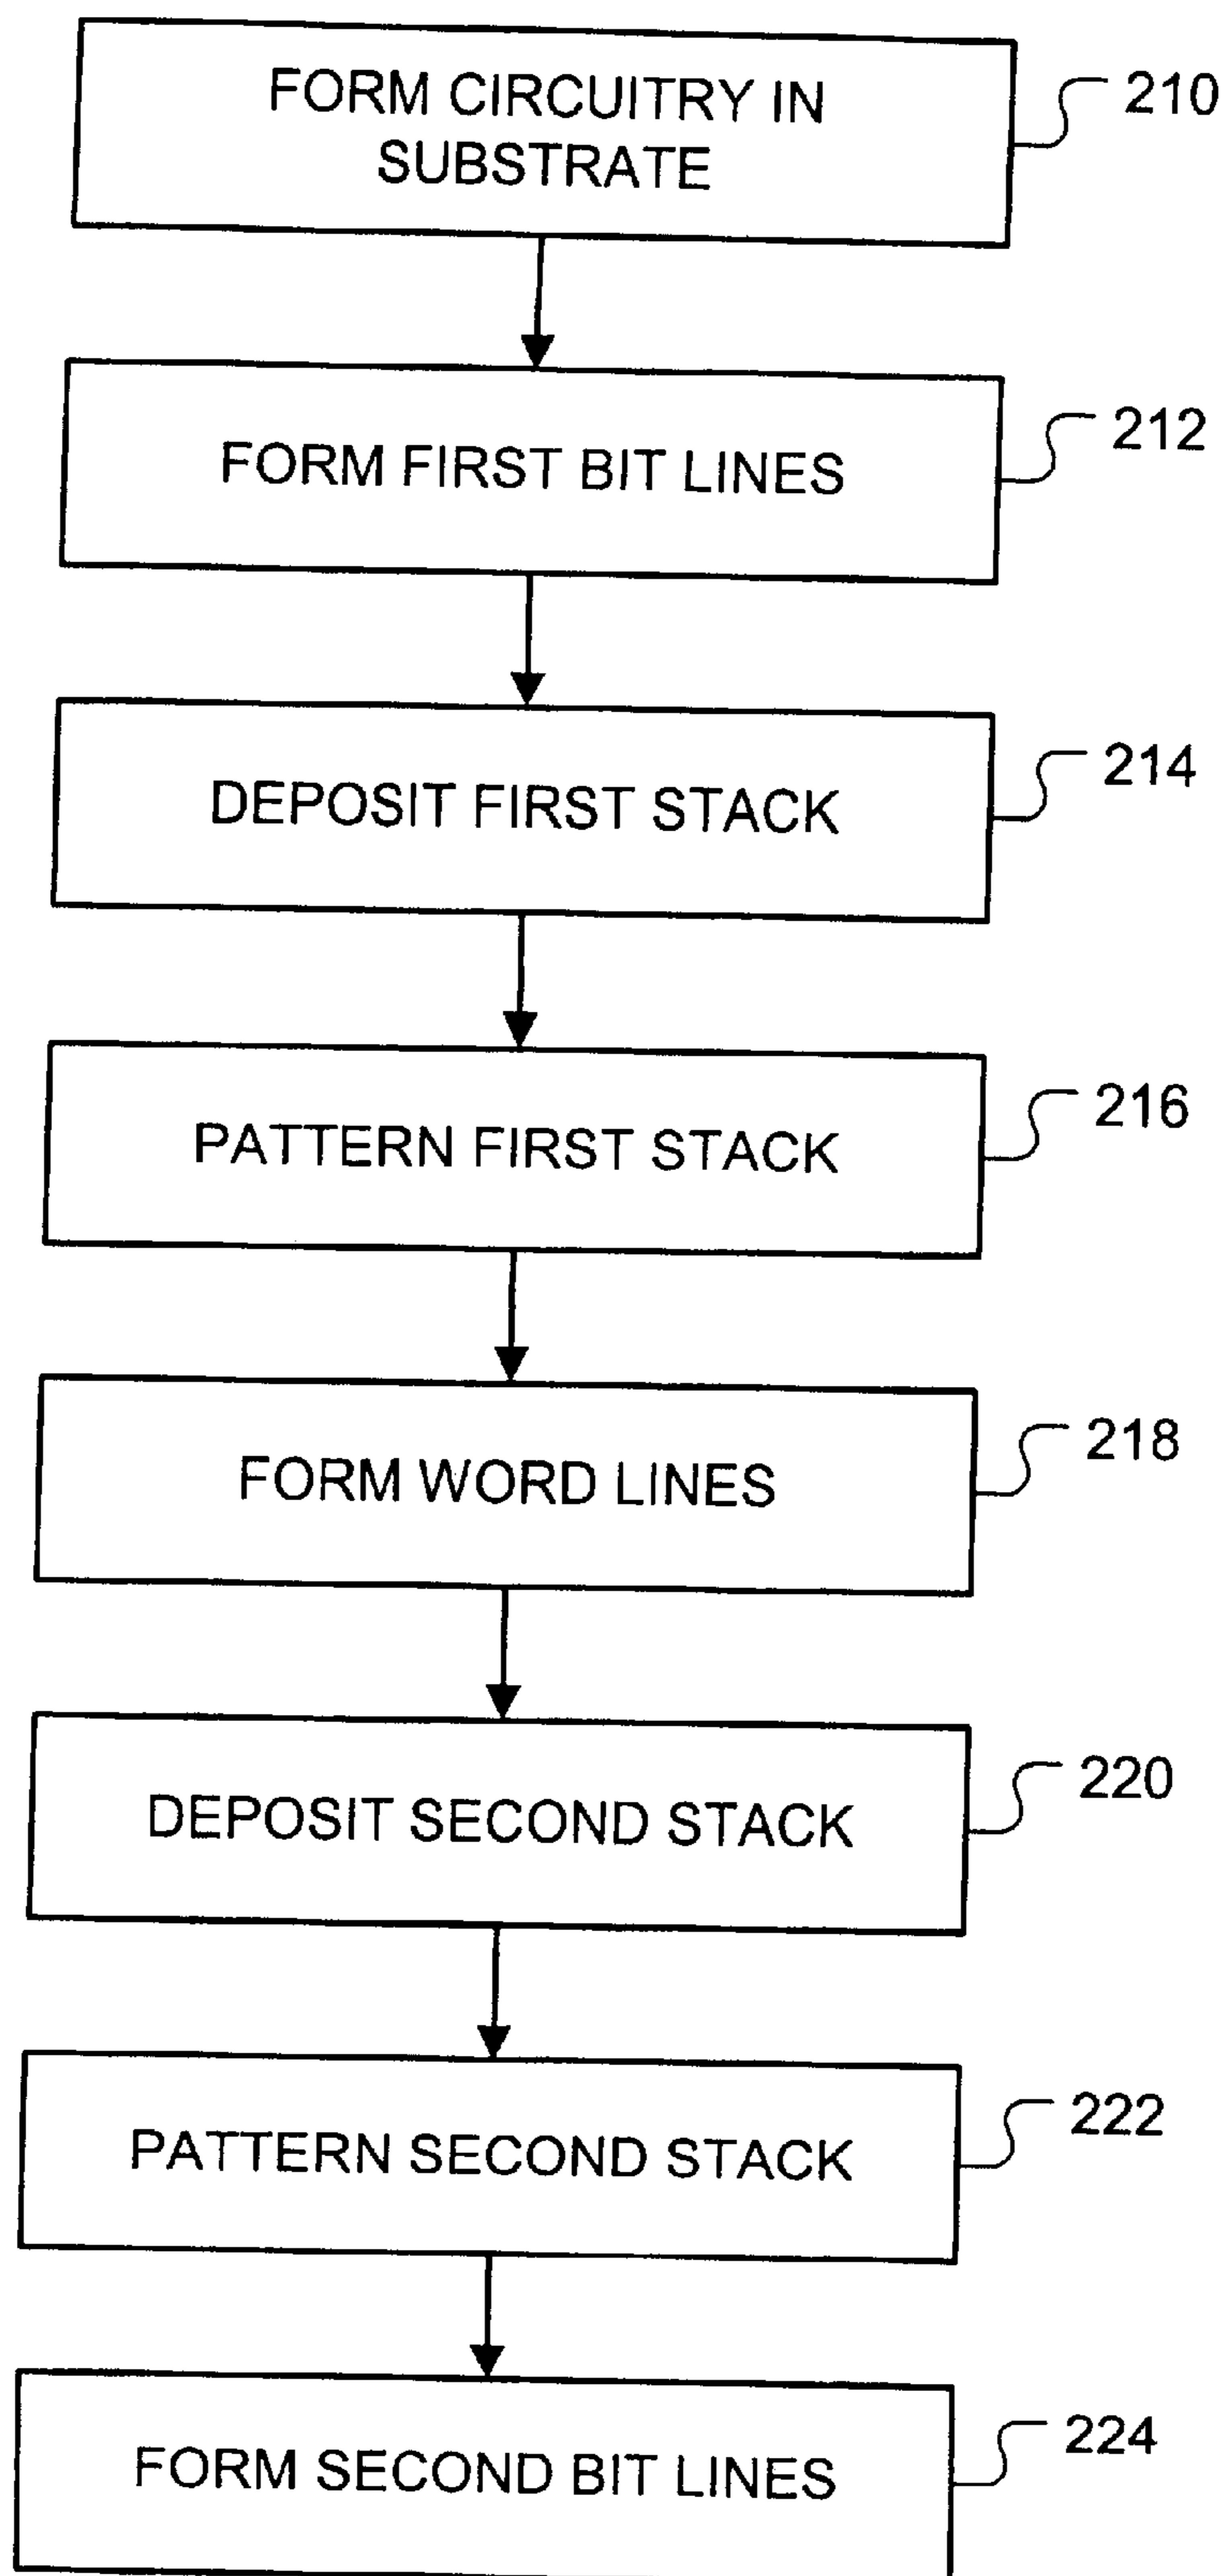 FORM CIRCUITRY IN
SUBSTRATE
210
FORM FIRST BIT LINES
212
DEPOSIT FIRST STACK
214
PATTERN FIRST STACK
216
FORM WORD LINES
218
DEPOSIT SECOND STACK
220
PATTERN SECOND STACK
222
FORM SECOND BIT LINES
224